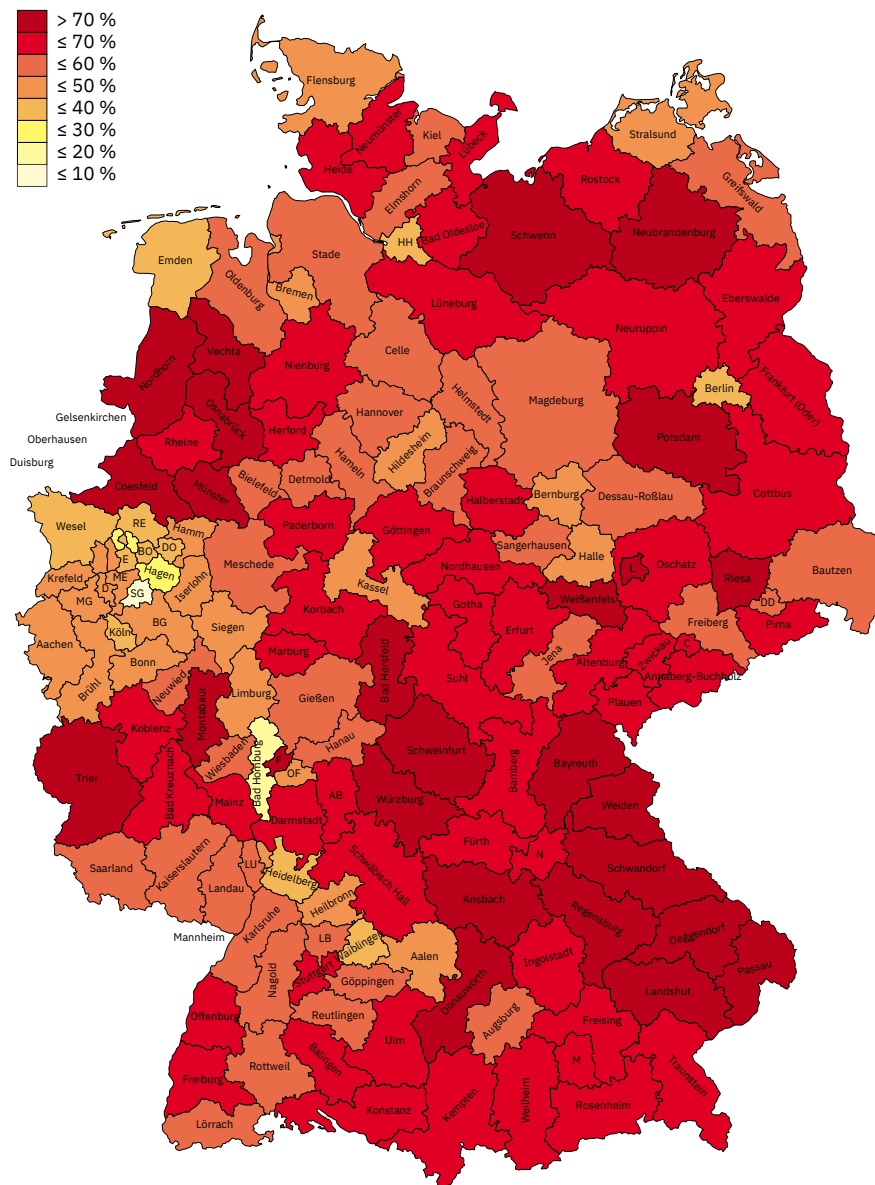 > 70 %
≤ 70 %
≤ 60 %
≤ 50 %
≤ 40 %
≤ 30 %
≤ 20 %
≤ 10 %
Flensburg
Neumünster
Kiel
Lübeck
Heide
Stralsund
Rostock
Greifswald
Elmshorn
HH
Bad Oldesloe
Schwerin
Neubrandenburg
Emden
Oldenburg
Stade
Bremen
Lüneburg
Eberswalde
Neuruppin
Vechta
Nordhorn
Nienburg
Celle
Berlin
Frankfurt (Oder)
Gelsenkirchen
Oberhausen
Duisburg
Osnabrück
Rheine
Herford
Hannover
Helmstedt
Magdeburg
Potsdam
Hameln
Hildesheim
Braunschweig
Coesfeld
Münster
Bielefeld
Detmold
Halberstadt
Bernburg
Dessau-Roßlau
Cottbus
Wesel
RE
Hamm
Paderborn
Göttingen
Sangerhausen
Halle
BO
DO
E
Meschede
Kassel
Nordhausen
L
Oschatz
Riesa
Bautzen
Krefeld
ME
Hagen
D
SG
Iserlohn
MG
Korbach
Gotha
Erfurt
Weißenfels
DD
Freiberg
Pirna
Aachen
Köln
BG
Siegen
Marburg
Bad Hersfeld
Jena
Altenburg
Zwickau
C
Bonn
Brühl
Neuwied
Montabaur
Limburg
Gießen
Suhl
Annaberg-Buchholz
Plauen
Koblenz
Wiesbaden
Bad Homburg
F
OF
Hanau
Schweinfurt
Bamberg
Bayreuth
Trier
Bad Kreuznach
Mainz
AB
Würzburg
Weiden
Darmstadt
Saarland
Kaiserslautern
LU
Landau
Heidelberg
Schwäbisch Hall
Fürth
N
Schwandorf
Heilbronn
Ansbach
Regensburg
Deggendorf
Mannheim
Karlsruhe
LB
Waiblingen
Aalen
Ingolstadt
Passau
Nagold
Stuttgart
Göppingen
Donauwörth
Landshut
Offenburg
Reutlingen
Augsburg
Freising
Ulm
Balingen
Freiburg
Rottweil
M
Traunstein
Lörrach
Konstanz
Kempten
Weilheim
Rosenheim